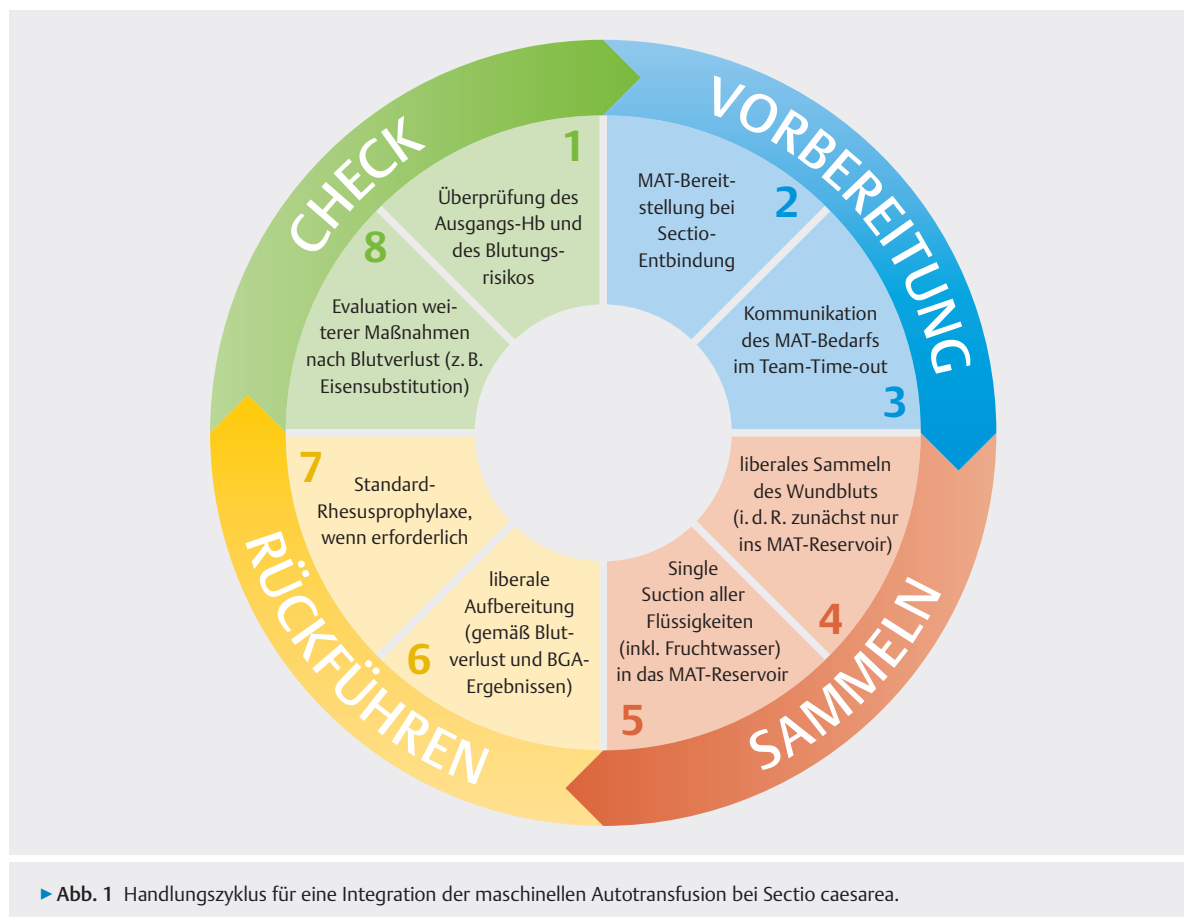 CHECK
VORBEREITUNG
SAMMELN
RÜCKFÜHREN
1
Überprüfung des
Ausgangs-Hb und
des Blutungs-
risikos
2
MAT-Bereit-
stellung bei
Sectio-
Entbindung
3
Kommunikation
des MAT-Bedarfs
im Team-Time-out
4
liberales Sammeln
des Wundbluts
(i. d. R. zunächst nur
ins MAT-Reservoir)
5
Single
Suction aller
Flüssigkeiten
(inkl. Fruchtwasser)
in das MAT-Reservoir
6
liberale
Aufbereitung
(gemäß Blut-
verlust und BGA-
Ergebnissen)
7
Standard-
Rhesusprophylaxe,
wenn erforderlich
8
Evaluation wei-
terer Maßnahmen
nach Blutverlust (z. B.
Eisensubstitution)
▶ Abb. 1 Handlungszyklus für eine Integration der maschinellen Autotransfusion bei Sectio caesarea.